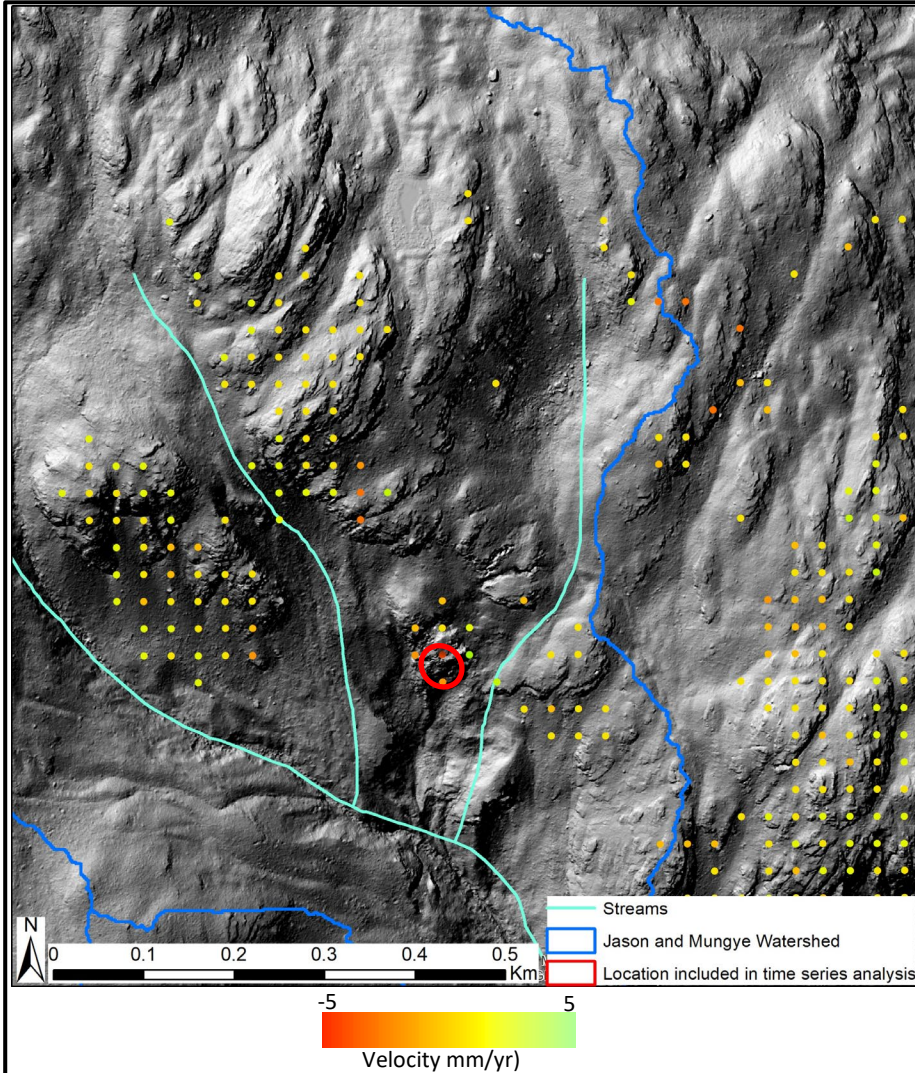 N
0 0.1 0.2 0.3 0.4 0.5
Km
Streams
Jason and Mungye Watershed
Location included in time series analysis
-5 5
Velocity mm/yr)